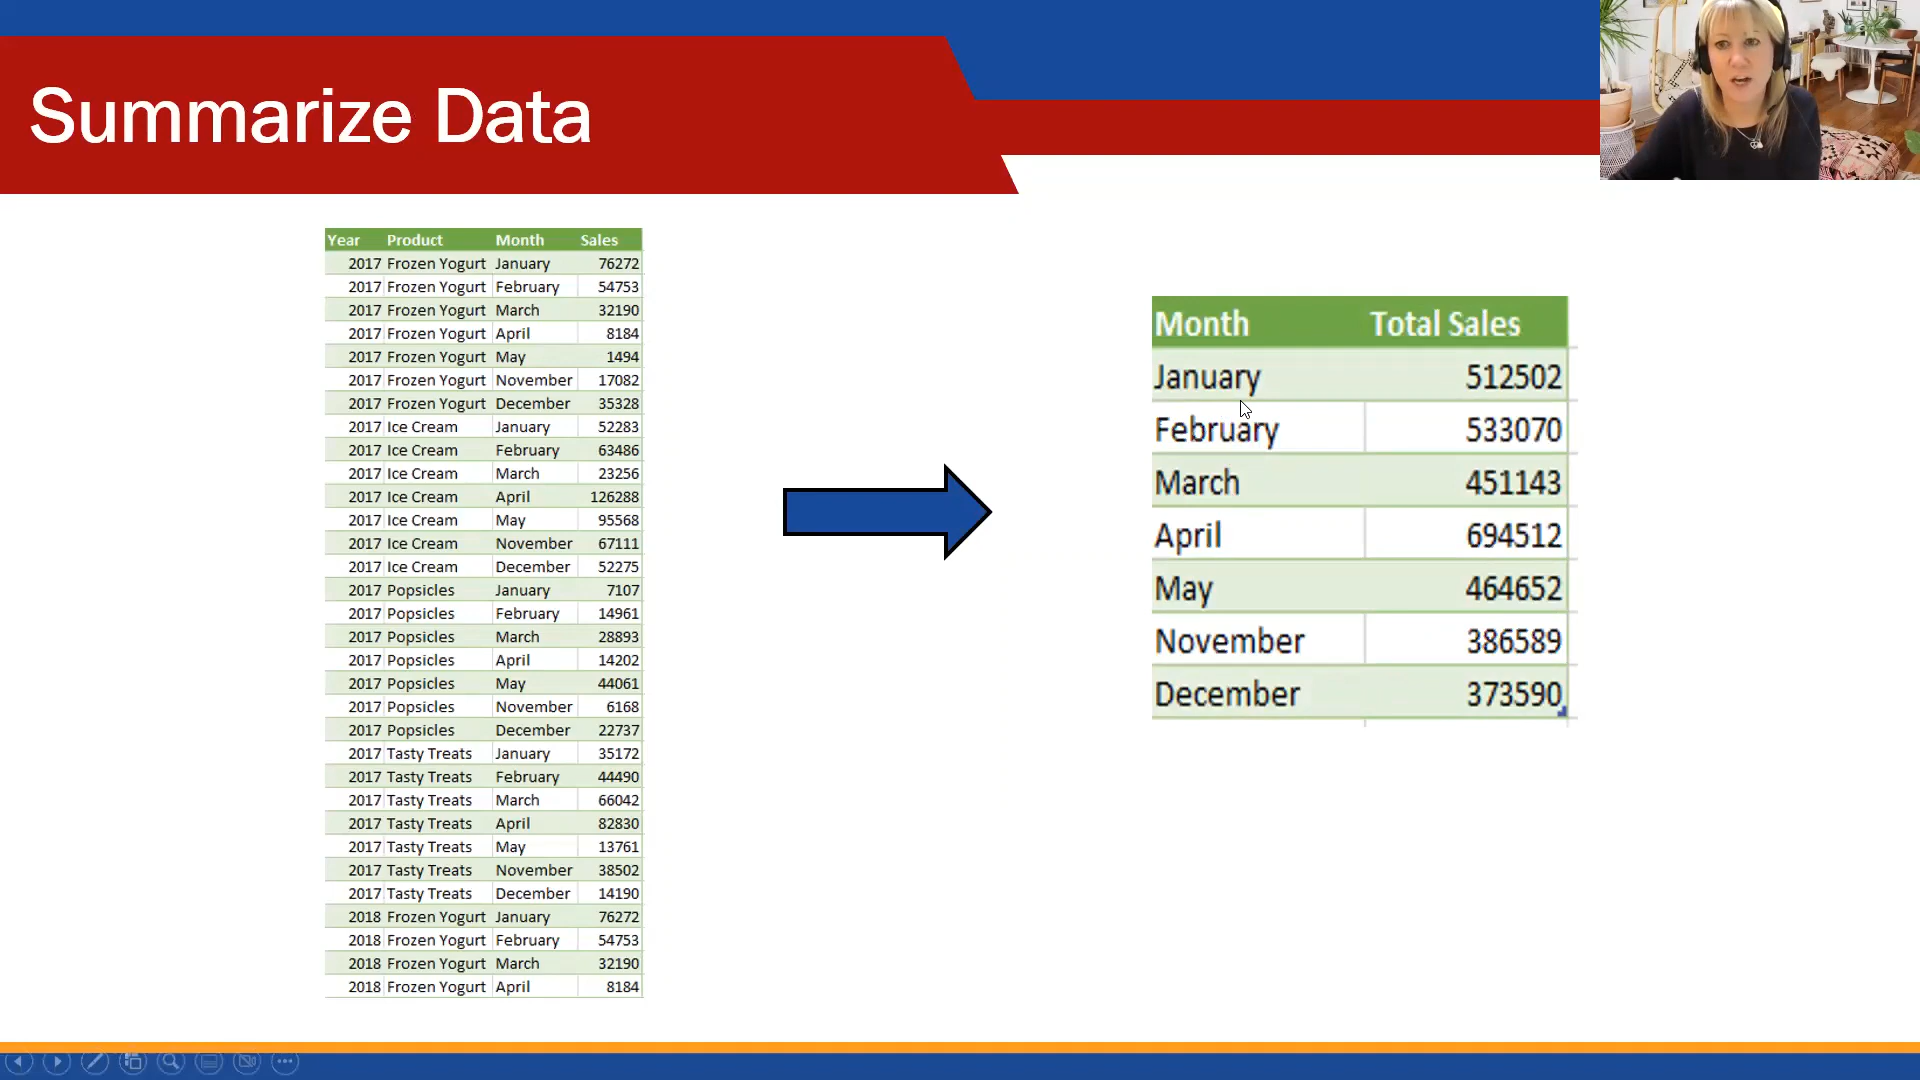 Summarize Data
Year Product Month Sales
2017 Frozen Yogurt January 76272
2017 Frozen Yogurt February 54753
2017 Frozen Yogurt March 32190
2017 Frozen Yogurt April 8184
2017 Frozen Yogurt May 1494
2017 Frozen Yogurt November 17082
2017 Frozen Yogurt December 35328
2017 Ice Cream January 52283
2017 Ice Cream February 63486
2017 Ice Cream March 23256
2017 Ice Cream April 126288
2017 Ice Cream May 95568
2017 Ice Cream November 67111
2017 Ice Cream December 52275
2017 Popsicles January 7107
2017 Popsicles February 14961
2017 Popsicles March 28893
2017 Popsicles April 14202
2017 Popsicles May 44061
2017 Popsicles November 6168
2017 Popsicles December 22737
2017 Tasty Treats January 35172
2017 Tasty Treats February 44490
2017 Tasty Treats March 66042
2017 Tasty Treats April 82830
2017 Tasty Treats May 13761
2017 Tasty Treats November 38502
2017 Tasty Treats December 14190
2018 Frozen Yogurt January 76272
2018 Frozen Yogurt February 54753
2018 Frozen Yogurt March 32190
2018 Frozen Yogurt April 8184
Month Total Sales
January 512502
February 533070
March 451143
April 694512
May 464652
November 386589
December 373590